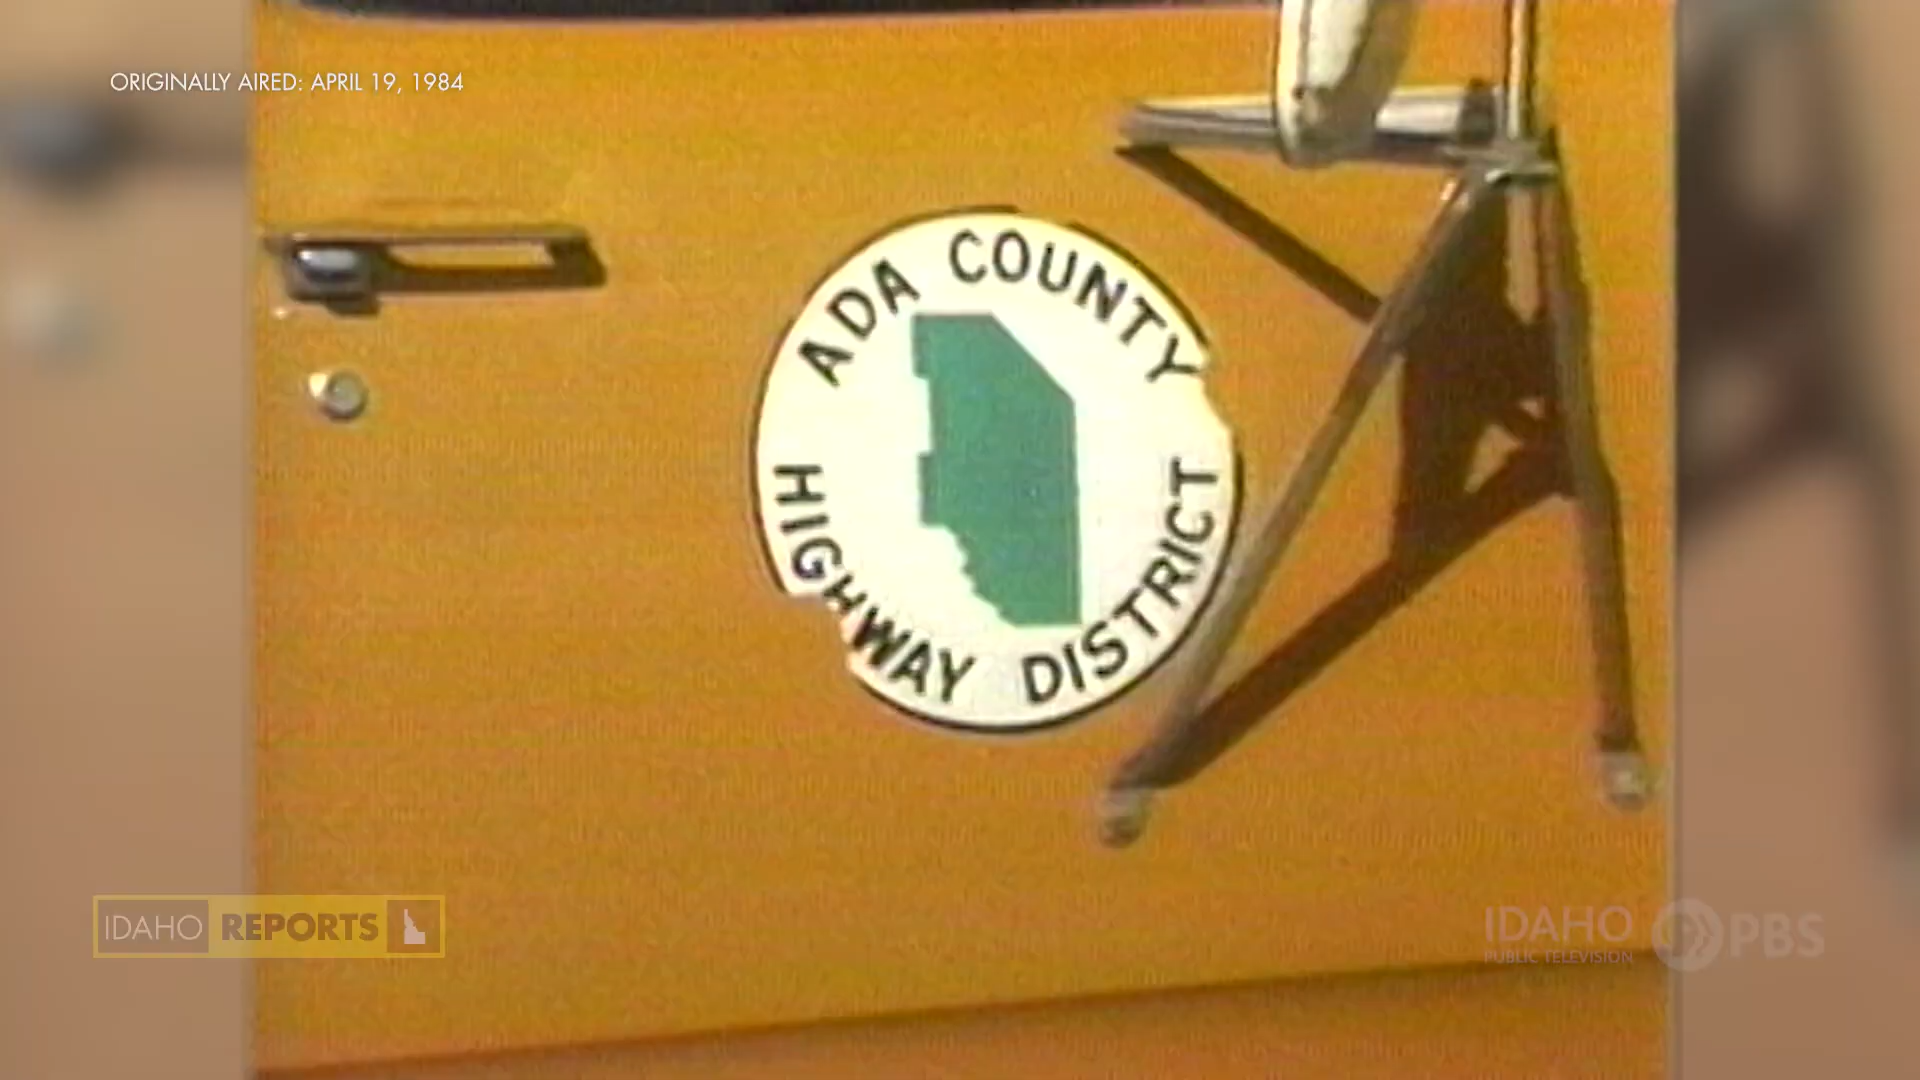 ORIGINALLY AIRED: APRIL 19, 1984
ADA COUNTY
HIGHWAY DISTRICT
IDAHO REPORTS
IDAHO
PUBLIC TELEVISION
PBS